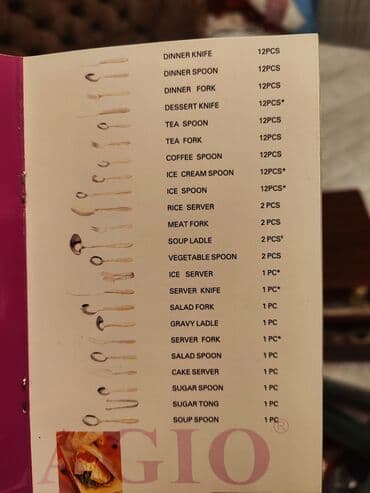 DINNER KNIFE 12PCS
DINNER SPOON 12PCS
DINNER FORK 12PCS
DESSERT KNIFE 12PCS*
TEA SPOON 12PCS
TEA FORK 12PCS
COFFEE SPOON 12PCS
ICE CREAM SPOON 12PCS*
ICE SPOON 12PCS*
RICE SERVER 2 PCS
MEAT FORK 2 PCS
SOUP LADLE 2 PCS*
VEGETABLE SPOON 2 PCS
ICE SERVER 1 PC*
SERVER KNIFE 1 PC*
SALAD FORK 1 PC
GRAVY LADLE 1 PC
SERVER FORK 1 PC*
SALAD SPOON 1 PC
CAKE SERVER 1 PC
SUGAR SPOON 1 PC
SUGAR TONG 1 PC
SOUP SPOON 1 PC
AGIO®